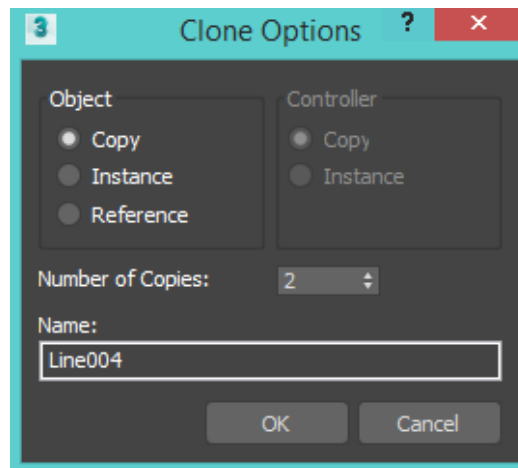 3 Clone Options ? ×
Object
Copy
Instance
Reference
Controller
Copy
Instance
Number of Copies: 2
Name:
Line004
OK Cancel